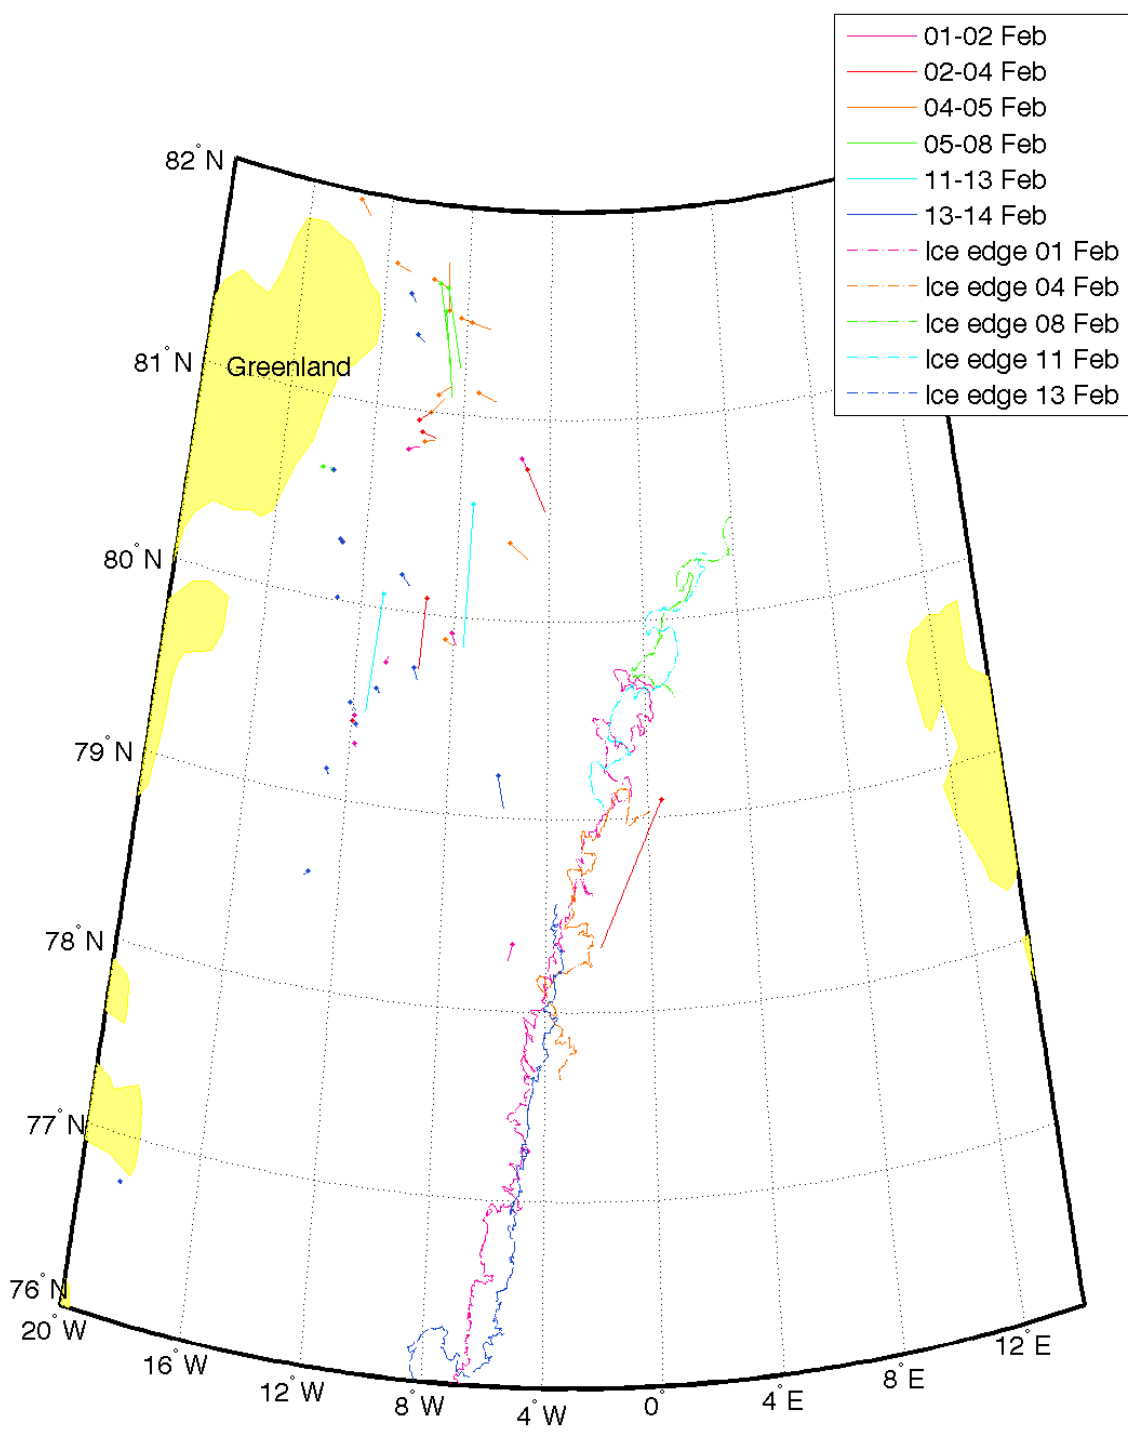 01-02 Feb
02-04 Feb
04-05 Feb
05-08 Feb
11-13 Feb
13-14 Feb
Ice edge 01 Feb
Ice edge 04 Feb
Ice edge 08 Feb
Ice edge 11 Feb
Ice edge 13 Feb
82°N
81°N
Greenland
80°N
79°N
78°N
77°N
76°N
20°W
16°W
12°W
8°W
4°W
0°
4°E
8°E
12°E